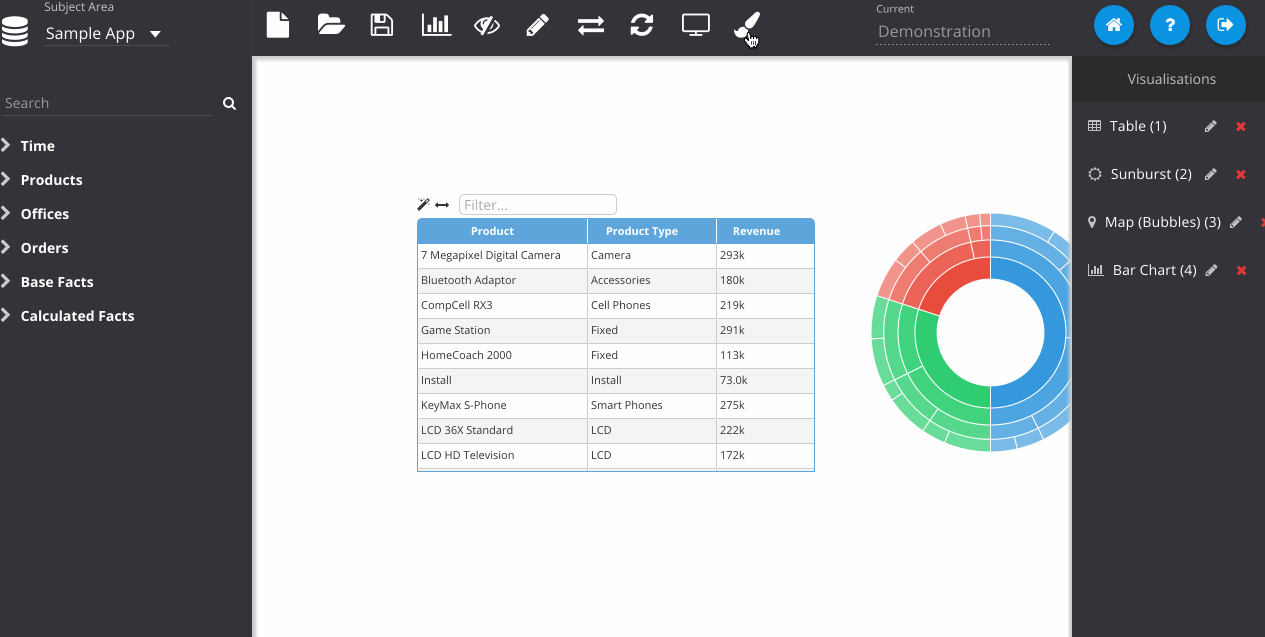 Subject Area
Sample App
Current
Demonstration
?
Search
Time
Products
Offices
Orders
Base Facts
Calculated Facts
Filter...
Product Product Type Revenue
7 Megapixel Digital Camera Camera 293k
Bluetooth Adaptor Accessories 180k
CompCell RX3 Cell Phones 219k
Game Station Fixed 291k
HomeCoach 2000 Fixed 113k
Install Install 73.0k
KeyMax S-Phone Smart Phones 275k
LCD 36X Standard LCD 222k
LCD HD Television LCD 172k
Visualisations
Table (1)
Sunburst (2)
Map (Bubbles) (3)
Bar Chart (4)